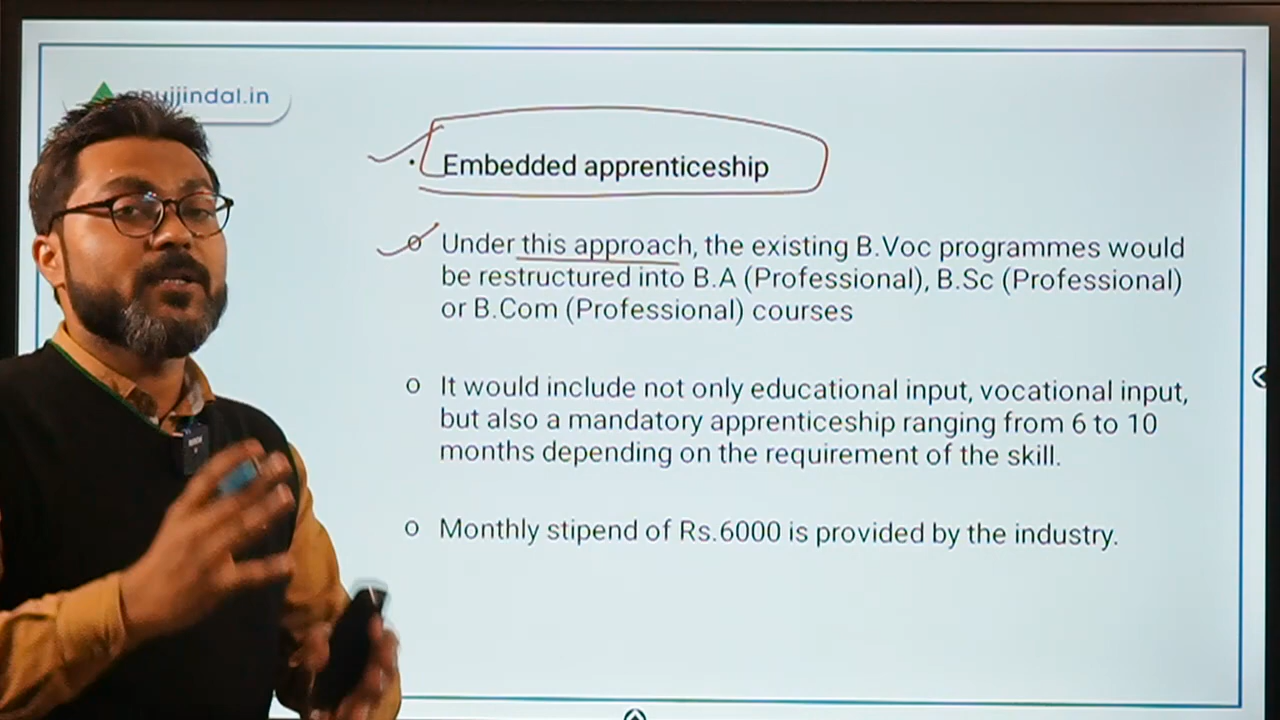 anujjindal.in
· Embedded apprenticeship
o Under this approach, the existing B.Voc programmes would
be restructured into B.A (Professional), B.Sc (Professional)
or B.Com (Professional) courses
o It would include not only educational input, vocational input,
but also a mandatory apprenticeship ranging from 6 to 10
months depending on the requirement of the skill.
o Monthly stipend of Rs.6000 is provided by the industry.